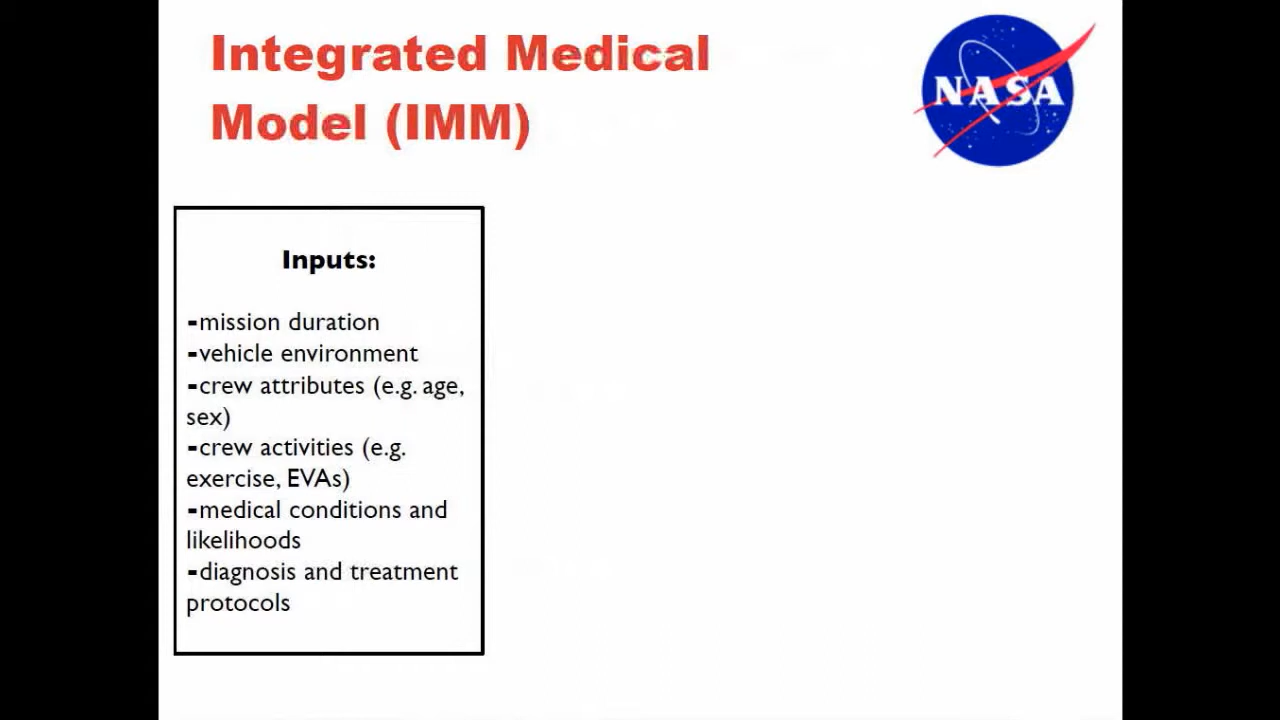 Integrated Medical
Model (IMM)
NASA
Inputs:
-mission duration
-vehicle environment
-crew attributes (e.g. age,
sex)
-crew activities (e.g.
exercise, EVAs)
-medical conditions and
likelihoods
-diagnosis and treatment
protocols